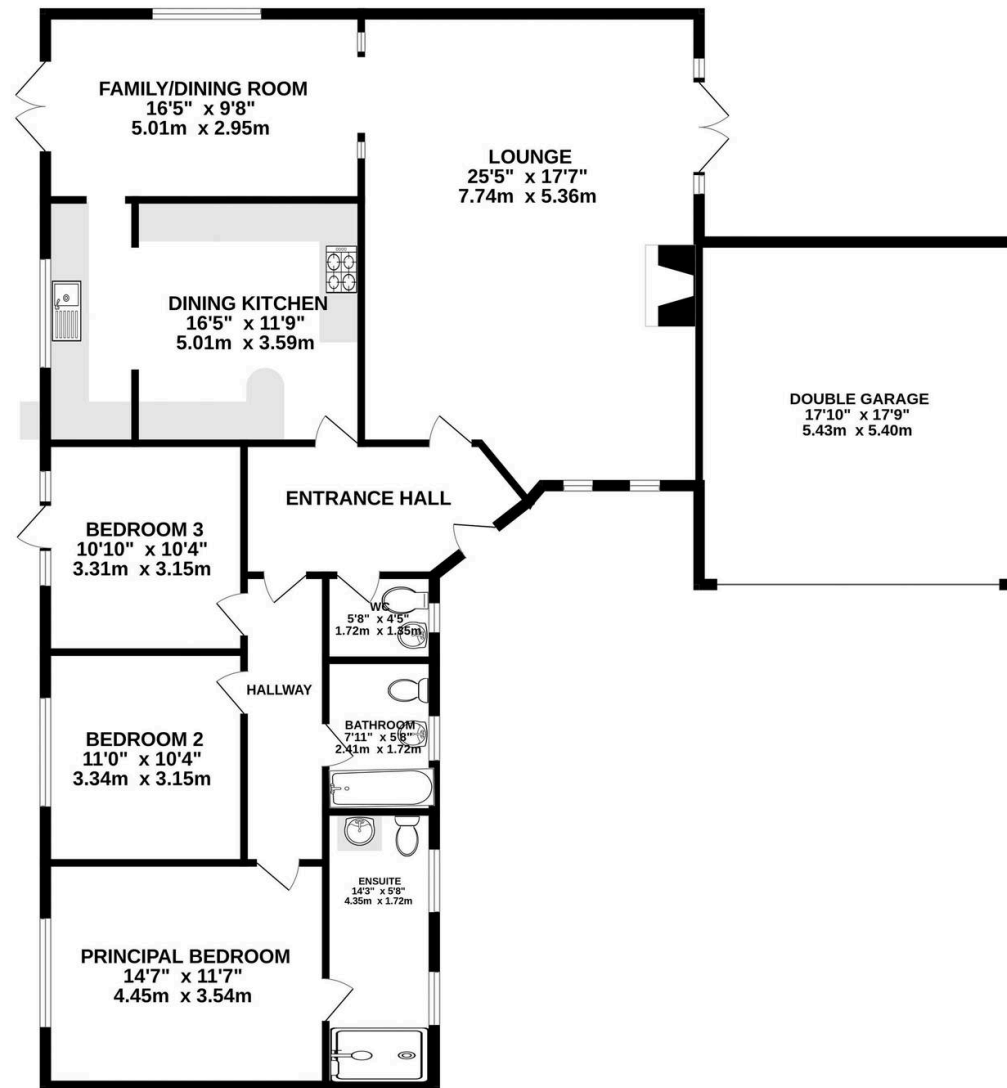 FAMILY/DINING ROOM
16'5" x 9'8"
5.01m x 2.95m
LOUNGE
25'5" x 17'7"
7.74m x 5.36m
DINING KITCHEN
16'5" x 11'9"
5.01m x 3.59m
DOUBLE GARAGE
17'10" x 17'9"
5.43m x 5.40m
ENTRANCE HALL
BEDROOM 3
10'10" x 10'4"
3.31m x 3.15m
WC
5'8" x 4'5"
1.72m x 1.35m
HALLWAY
BEDROOM 2
11'0" x 10'4"
3.34m x 3.15m
BATHROOM
7'11" x 5'8"
2.41m x 1.72m
ENSUITE
14'3" x 5'8"
4.35m x 1.72m
PRINCIPAL BEDROOM
14'7" x 11'7"
4.45m x 3.54m